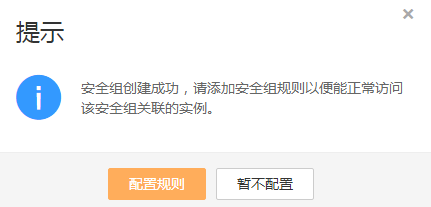 提示
安全组创建成功，请添加安全组规则以便能正常访问
该安全组关联的实例。
配置规则
暂不配置